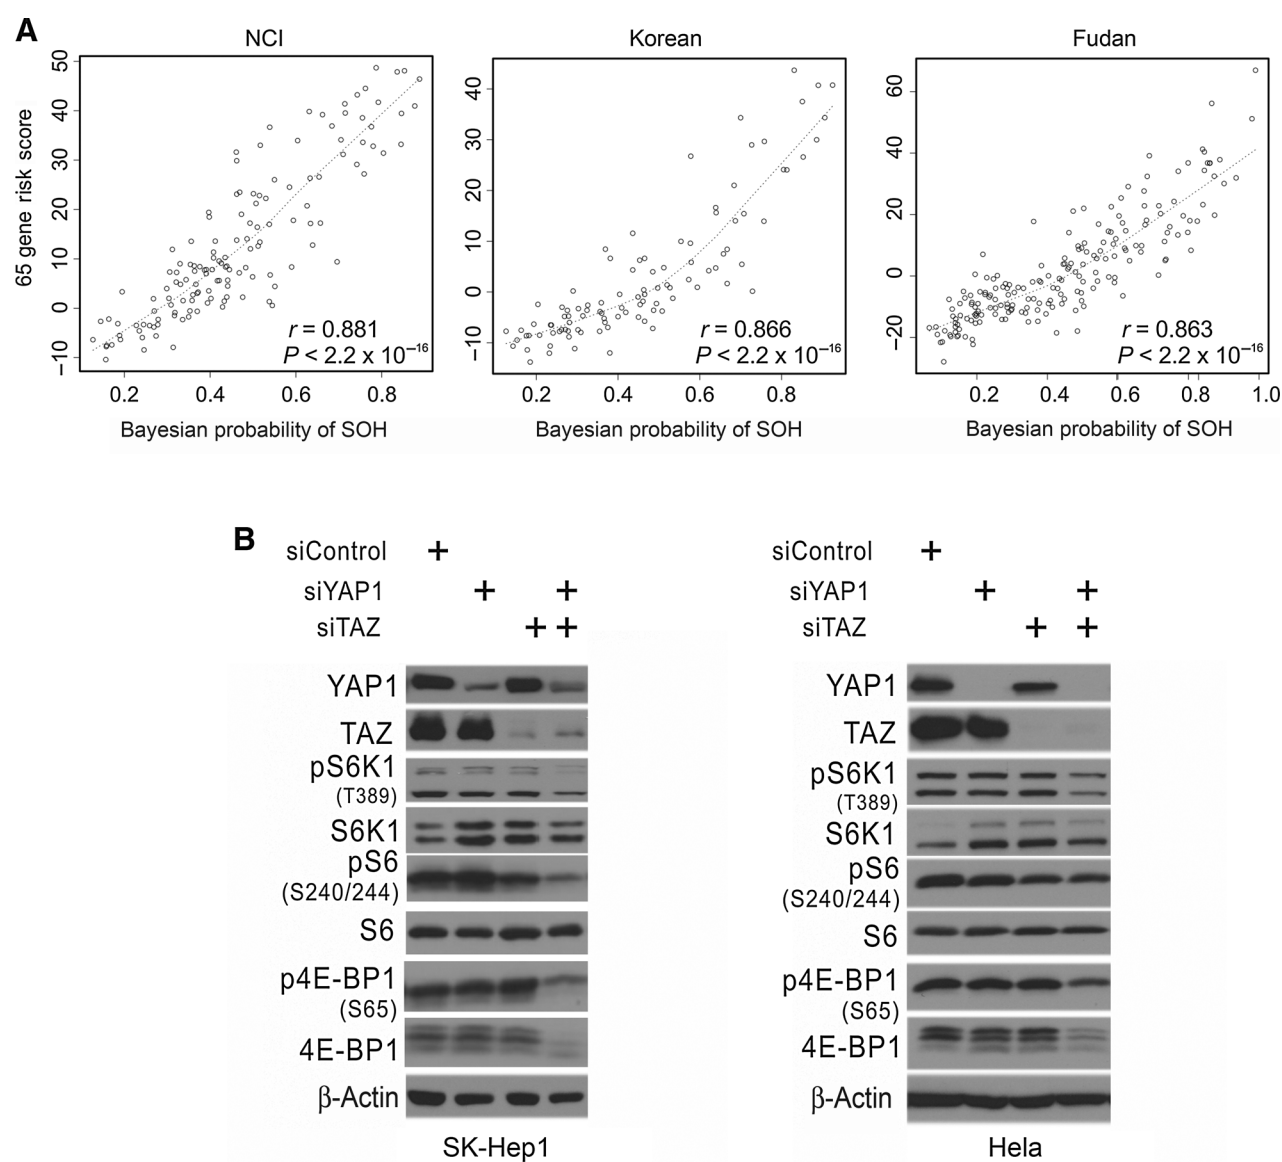 A
NCI
Korean
Fudan
65 gene risk score
50
40
30
20
10
0
−10
r = 0.881
P < 2.2 x 10⁻¹⁶
0.2 0.4 0.6 0.8
Bayesian probability of SOH
40
30
20
10
0
−10
r = 0.866
P < 2.2 x 10⁻¹⁶
0.2 0.4 0.6 0.8
Bayesian probability of SOH
60
40
20
0
−20
r = 0.863
P < 2.2 x 10⁻¹⁶
0.2 0.4 0.6 0.8 1.0
Bayesian probability of SOH
B
siControl +
siYAP1 + +
siTAZ + +
YAP1
TAZ
pS6K1
(T389)
S6K1
pS6
(S240/244)
S6
p4E-BP1
(S65)
4E-BP1
β-Actin
SK-Hep1
siControl +
siYAP1 + +
siTAZ + +
YAP1
TAZ
pS6K1
(T389)
S6K1
pS6
(S240/244)
S6
p4E-BP1
(S65)
4E-BP1
β-Actin
Hela